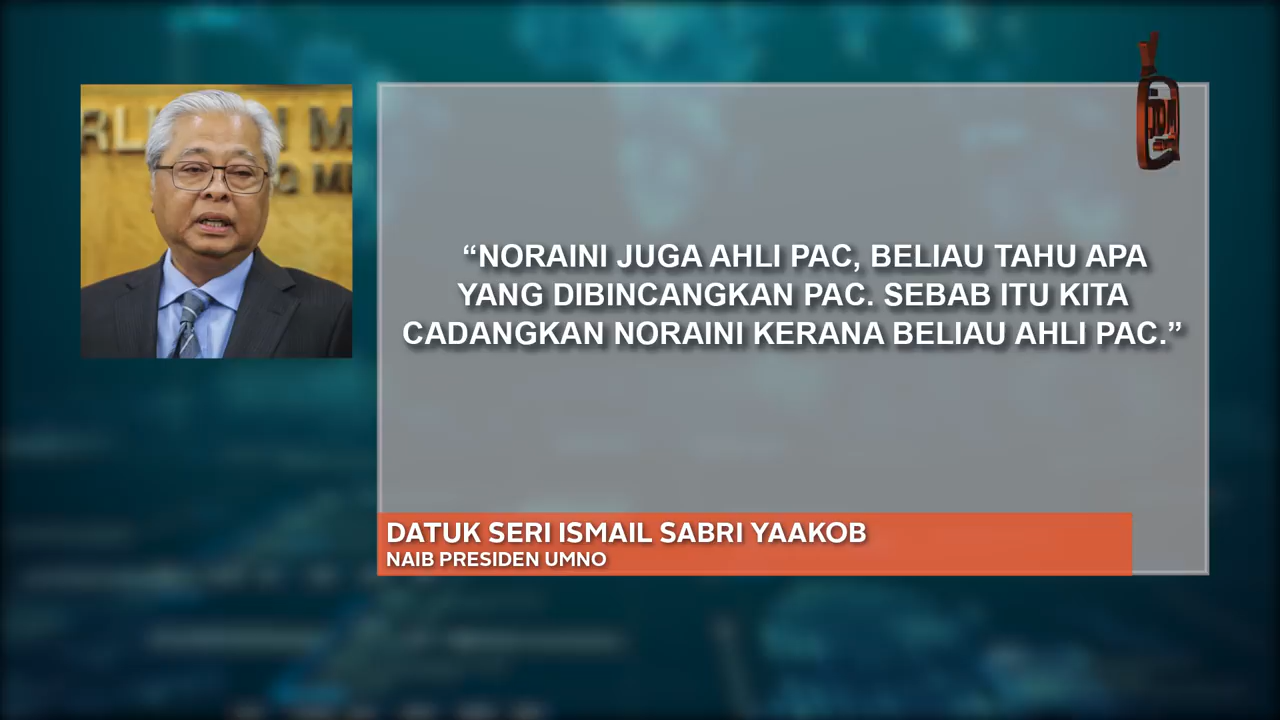 “NORAINI JUGA AHLI PAC, BELIAU TAHU APA
YANG DIBINCANGKAN PAC. SEBAB ITU KITA
CADANGKAN NORAINI KERANA BELIAU AHLI PAC.”
DATUK SERI ISMAIL SABRI YAAKOB
NAIB PRESIDEN UMNO